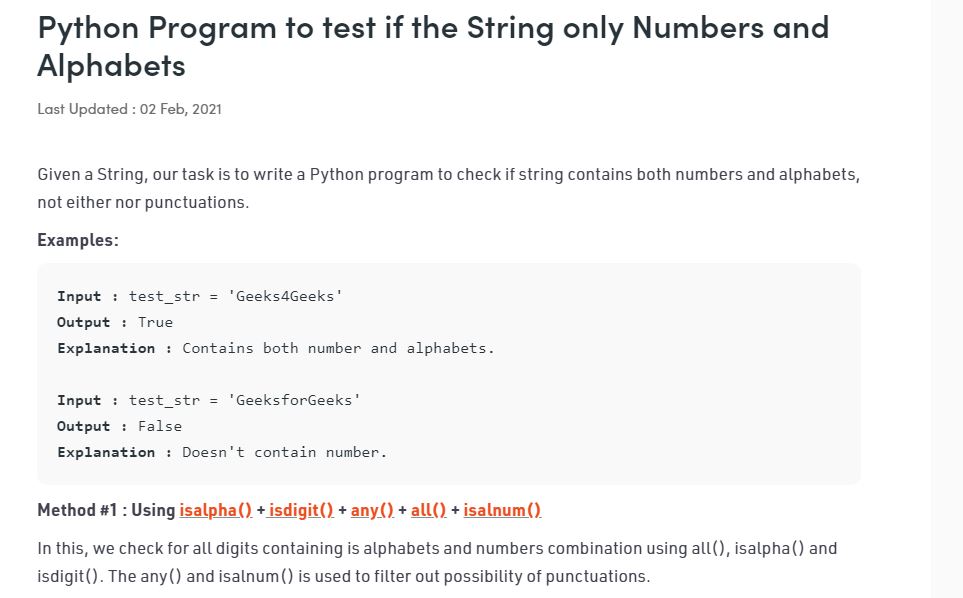 Python Program to test if the String only Numbers and
Alphabets
Last Updated : 02 Feb, 2021
Given a String, our task is to write a Python program to check if string contains both numbers and alphabets,
not either nor punctuations.
Examples:
Input : test_str = 'Geeks4Geeks'
Output : True
Explanation : Contains both number and alphabets.
Input : test_str = 'GeeksforGeeks'
Output : False
Explanation : Doesn't contain number.
Method #1 : Using isalpha() + isdigit() + any() + all() + isalnum()
In this, we check for all digits containing is alphabets and numbers combination using all(), isalpha() and
isdigit(). The any() and isalnum() is used to filter out possibility of punctuations.